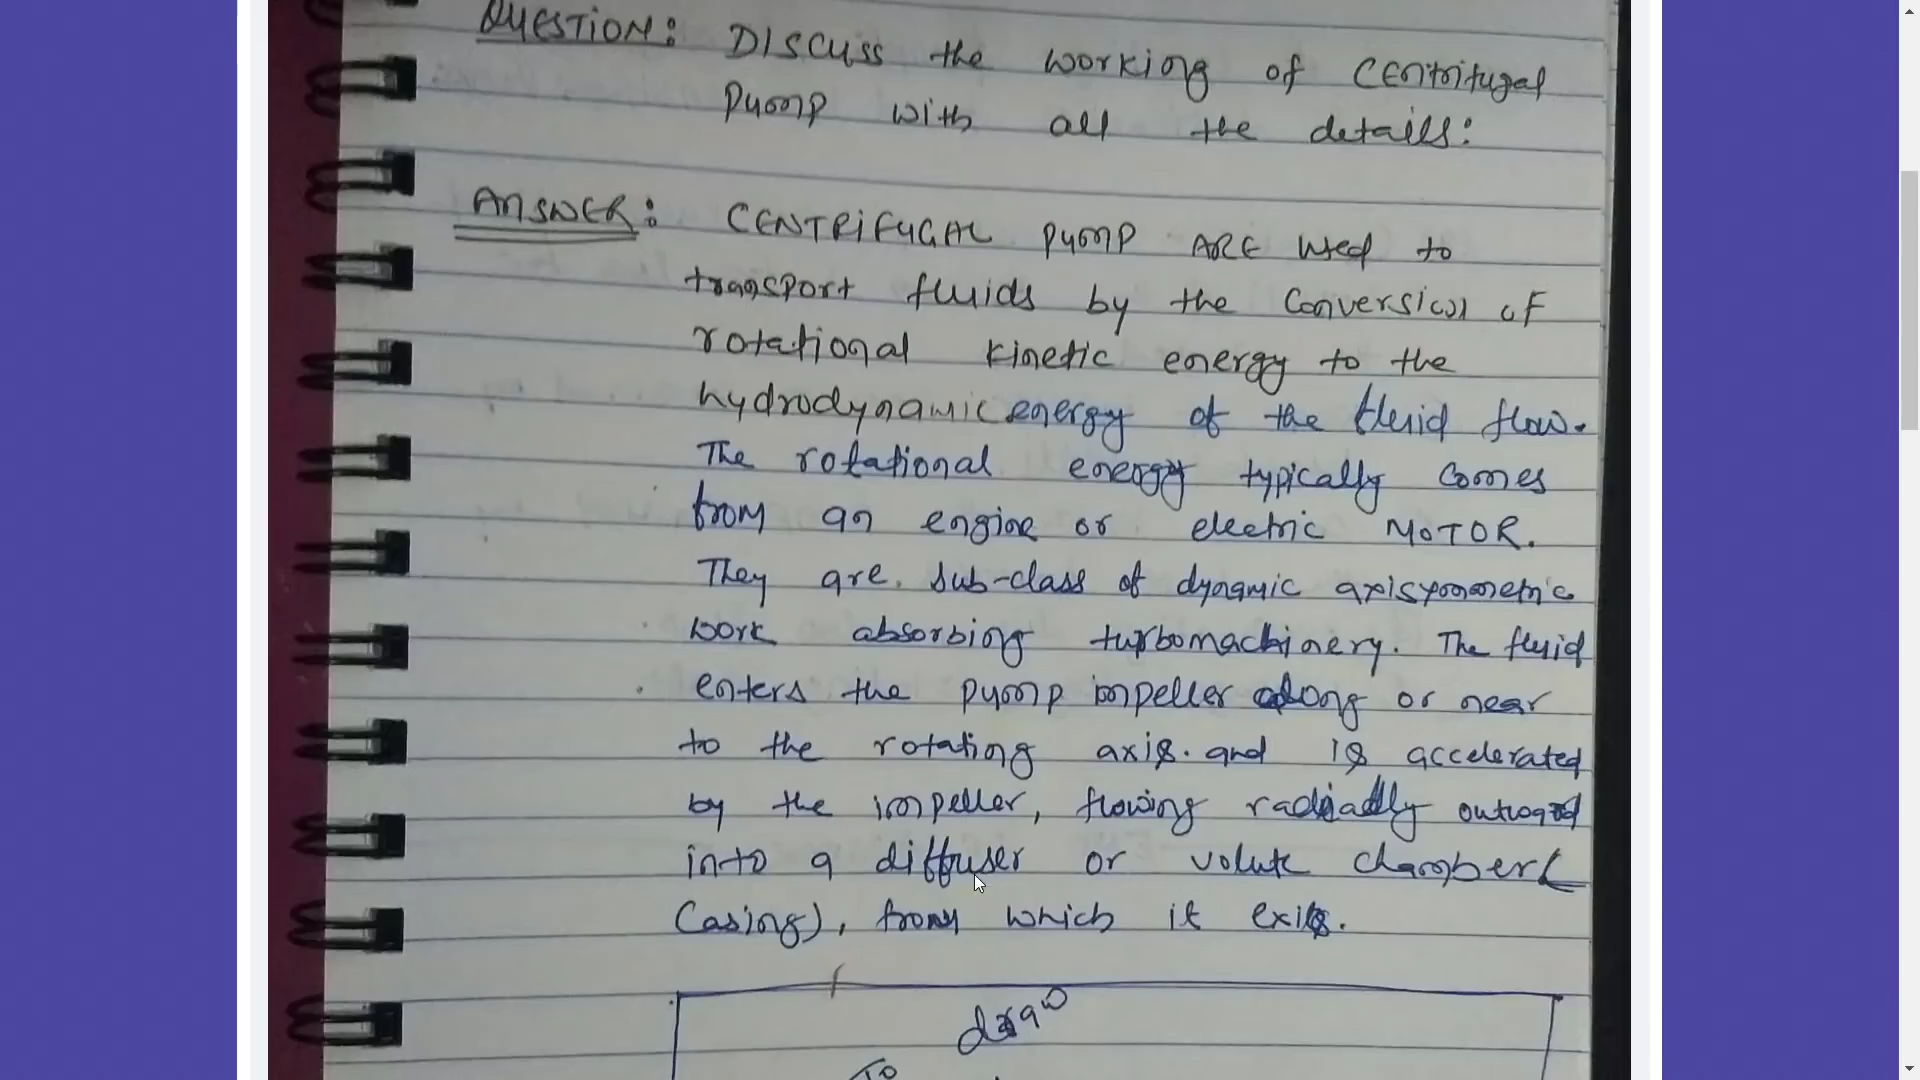 QUESTION: Discuss the working of Centrifugal
Pump with all the details:
ANSWER: CENTRIFUGAL pump ARE used to
transport fluids by the conversion of
rotational kinetic energy to the
hydrodynamic energy of the fluid flow.
The rotational energy typically comes
from an engine or electric MOTOR.
They are sub-class of dynamic axisymmetric
work absorbing turbomachinery. The fluid
enters the pump impeller along or near
to the rotating axis. and is accelerated
by the impeller, flowing radially outward
into a diffuser or volute chamber(
Casing), from which it exits.
draw
To